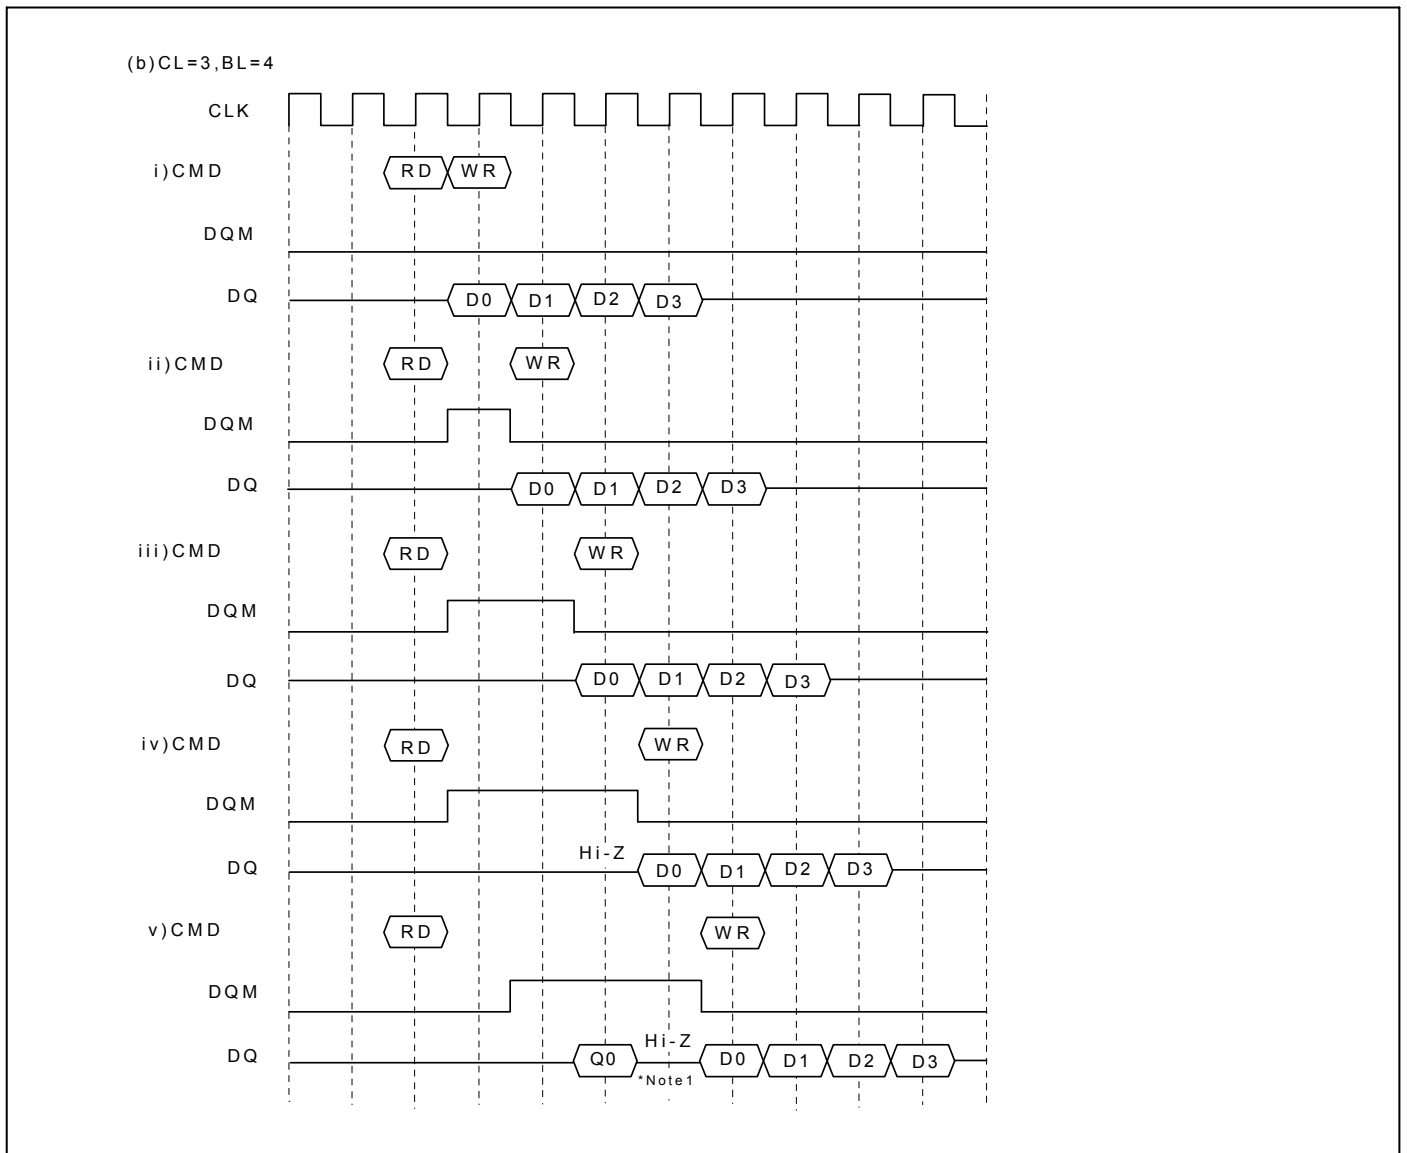 (b)CL=3,BL=4
CLK
i)CMD RD WR
DQM
DQ D0 D1 D2 D3
ii)CMD RD WR
DQM
DQ D0 D1 D2 D3
iii)CMD RD WR
DQM
DQ D0 D1 D2 D3
iv)CMD RD WR
DQM
Hi-Z
DQ D0 D1 D2 D3
v)CMD RD WR
DQM
Hi-Z
DQ Q0 D0 D1 D2 D3
*Note1